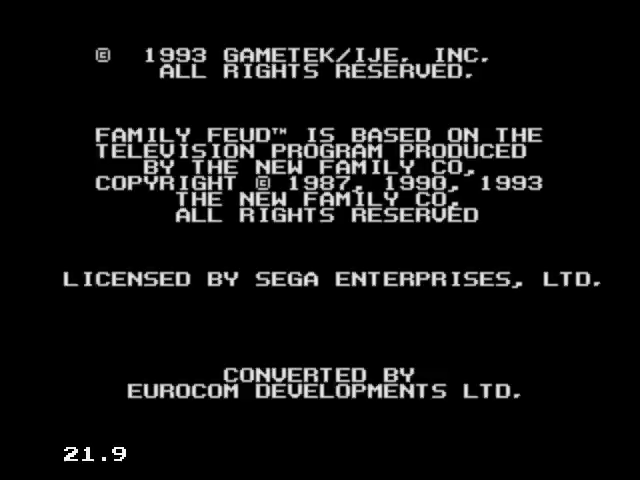 © 1993 GAMETEK/IJE, INC.
ALL RIGHTS RESERVED.
FAMILY FEUD™ IS BASED ON THE
TELEVISION PROGRAM PRODUCED
BY THE NEW FAMILY CO,
COPYRIGHT © 1987, 1990, 1993
THE NEW FAMILY CO,
ALL RIGHTS RESERVED
LICENSED BY SEGA ENTERPRISES, LTD.
CONVERTED BY
EUROCOM DEVELOPMENTS LTD.
21.9